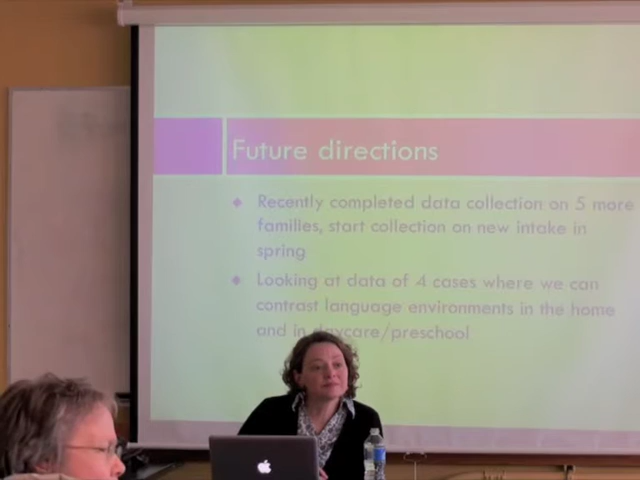 Future directions
Recently completed data collection on 5 more
families, start collection on new intake in
spring
Looking at data of 4 cases where we can
contrast language environments in the home
and in daycare/preschool